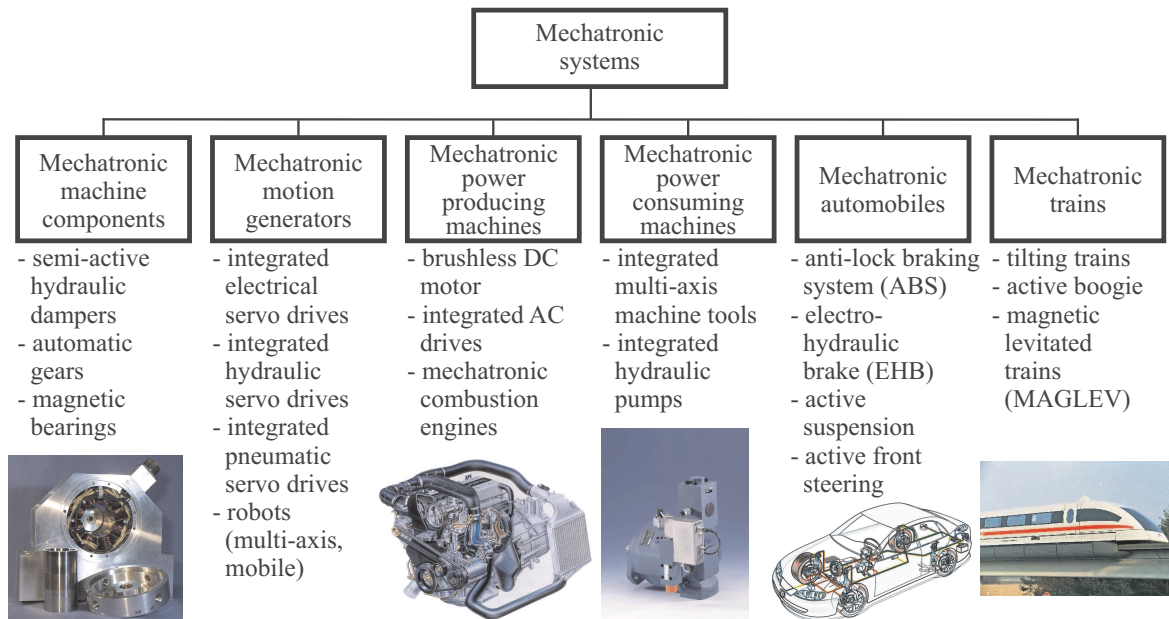 Mechatronic
systems
Mechatronic
machine
components
- semi-active
hydraulic
dampers
- automatic
gears
- magnetic
bearings
Mechatronic
motion
generators
- integrated
electrical
servo drives
- integrated
hydraulic
servo drives
- integrated
pneumatic
servo drives
- robots
(multi-axis,
mobile)
Mechatronic
power
producing
machines
- brushless DC
motor
- integrated AC
drives
- mechatronic
combustion
engines
Mechatronic
power
consuming
machines
- integrated
multi-axis
machine tools
- integrated
hydraulic
pumps
Mechatronic
automobiles
- anti-lock braking
system (ABS)
- electro-
hydraulic
brake (EHB)
- active
suspension
- active front
steering
Mechatronic
trains
- tilting trains
- active boogie
- magnetic
levitated
trains
(MAGLEV)